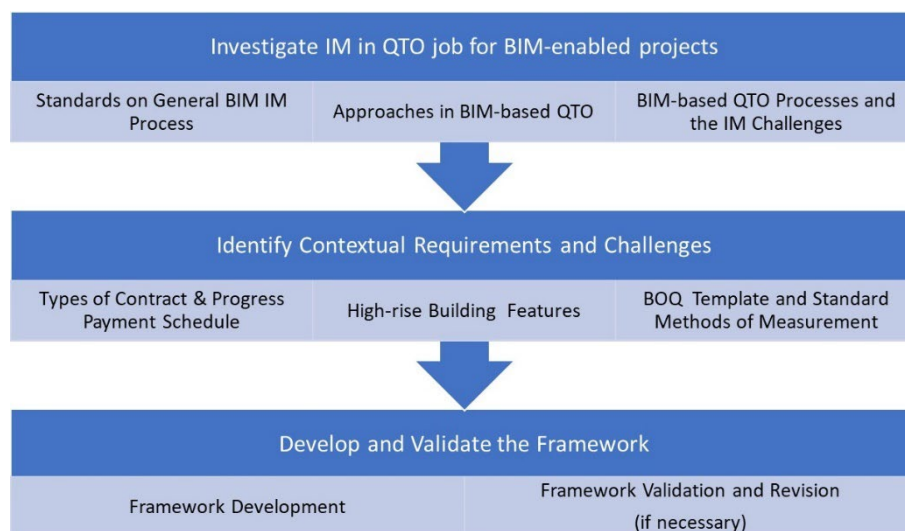 Investigate IM in QTO job for BIM-enabled projects
Standards on General BIM IM
Process
Approaches in BIM-based QTO
BIM-based QTO Processes and
the IM Challenges
Identify Contextual Requirements and Challenges
Types of Contract & Progress
Payment Schedule
High-rise Building Features
BOQ Template and Standard
Methods of Measurement
Develop and Validate the Framework
Framework Development
Framework Validation and Revision
(if necessary)